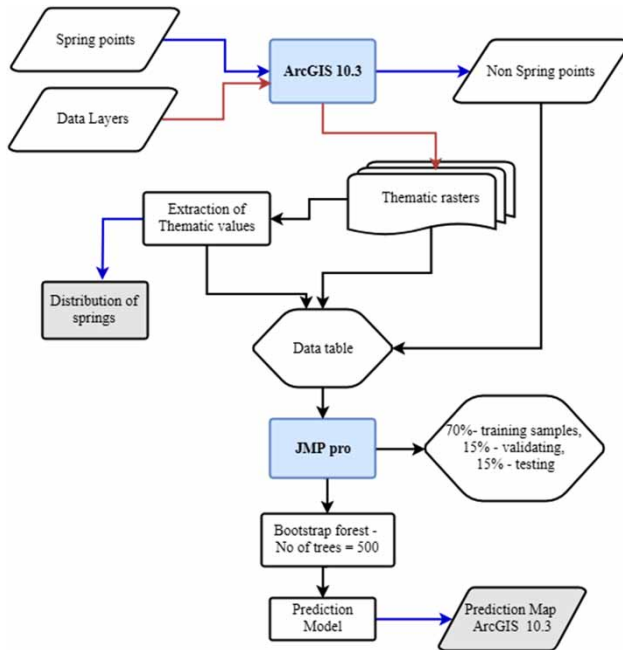 Spring points
ArcGIS 10.3
Non Spring points
Data Layers
Thematic rasters
Extraction of
Thematic values
Distribution of
springs
Data table
JMP pro
70%- training samples,
15% - validating,
15% - testing
Bootstrap forest -
No of trees = 500
Prediction
Model
Prediction Map
ArcGIS 10.3